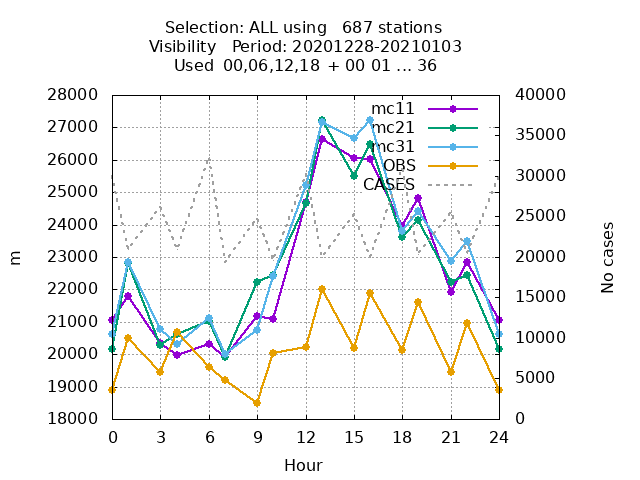 Selection: ALL using   687 stations
Visibility   Period: 20201228-20210103
Used  00,06,12,18  + 00 01 ... 36
28000
27000
26000
25000
24000
23000
22000
21000
20000
19000
18000
40000
35000
30000
25000
20000
15000
10000
5000
0
mc11
mc21
mc31
OBS
CASES
m
No cases
0 3 6 9 12 15 18 21 24
Hour